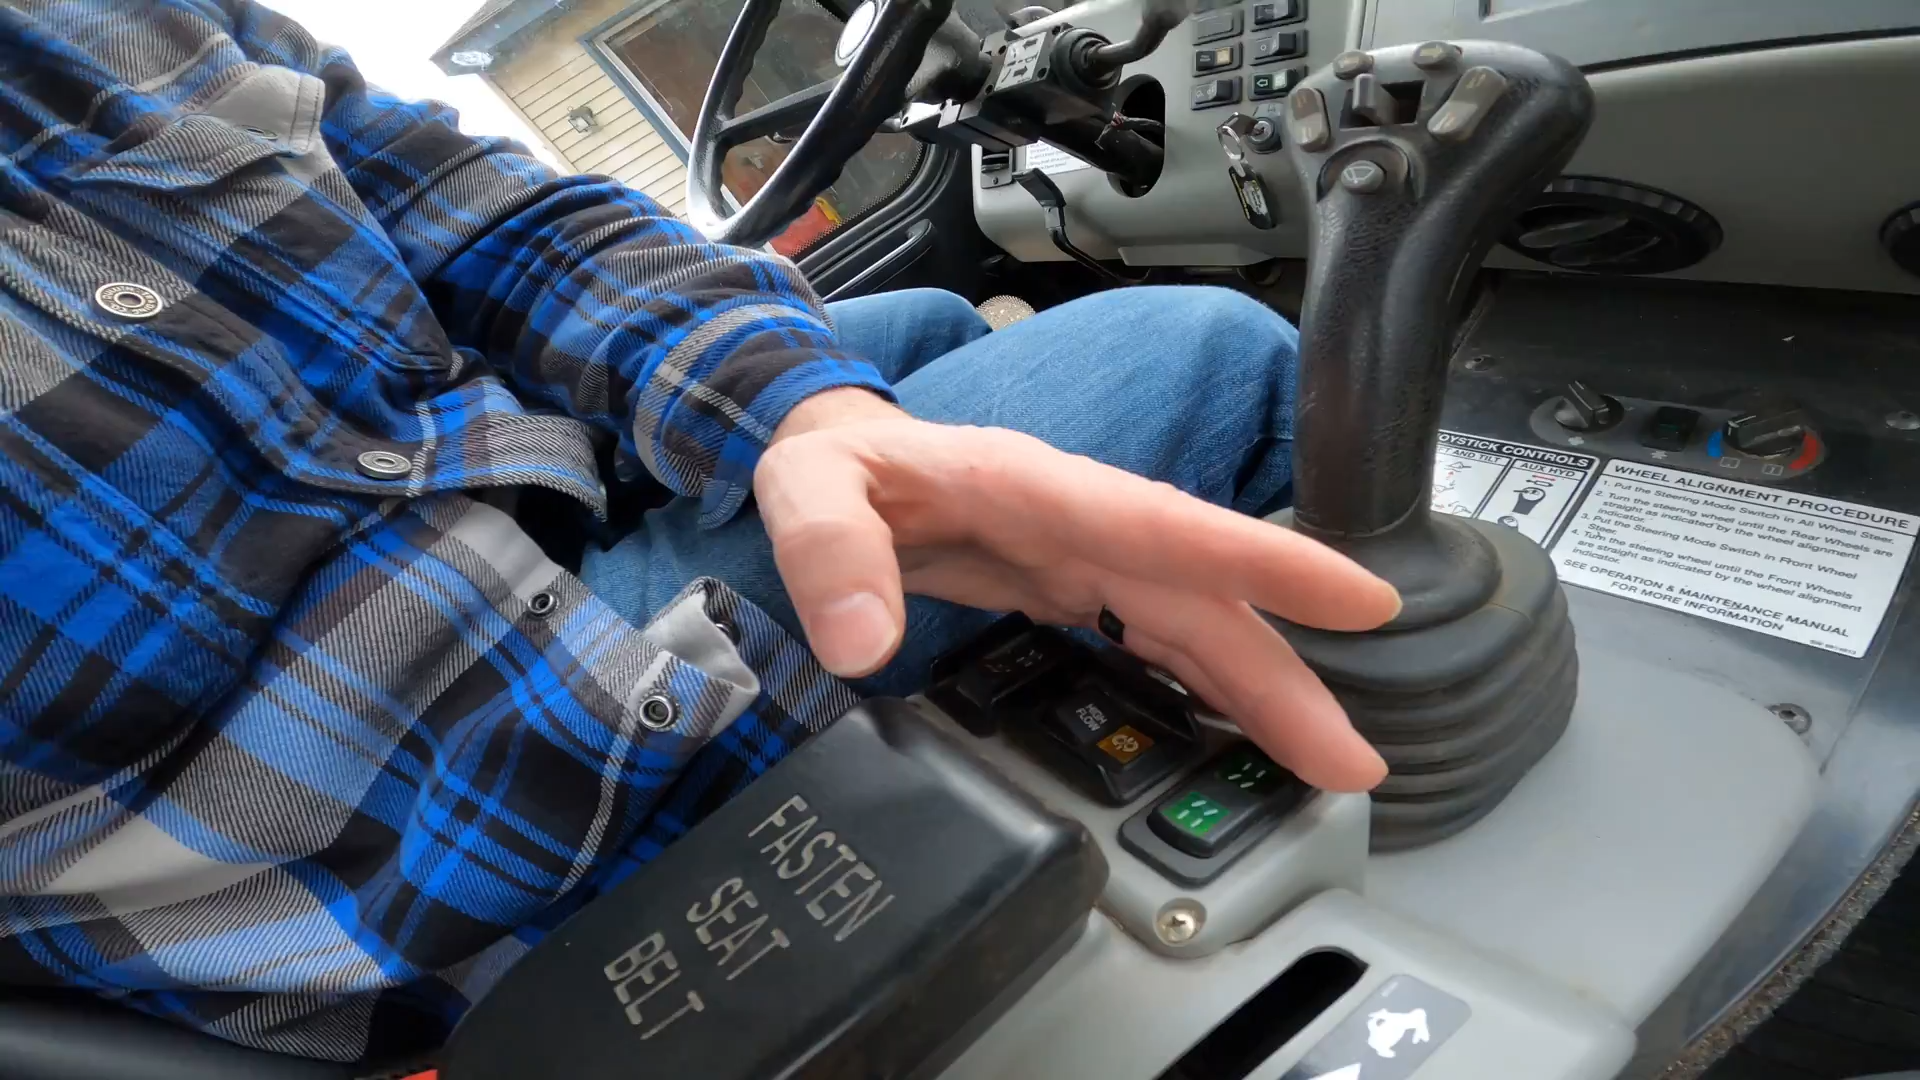 JOYSTICK CONTROLS
LIFT AND TILT
AUX HYD
WHEEL ALIGNMENT PROCEDURE
1. Put the Steering Mode Switch in All Wheel Steer.
2. Turn the steering wheel until the Rear Wheels are
straight as indicated by the wheel alignment
indicator.
3. Put the Steering Mode Switch in Front Wheel
Steer.
4. Turn the steering wheel until the Front Wheels
are straight as indicated by the wheel alignment
indicator.
SEE OPERATION & MAINTENANCE MANUAL
FOR MORE INFORMATION
HIGH
FLOW
FASTEN
SEAT
BELT